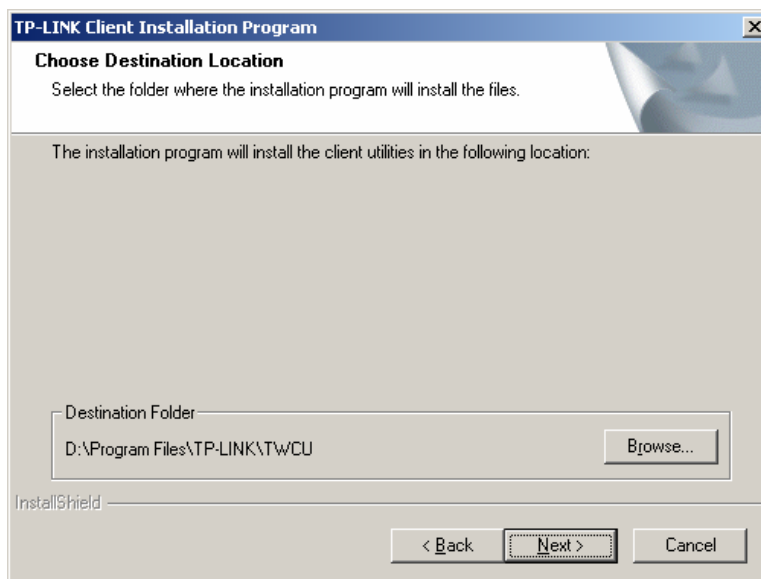 TP-LINK Client Installation Program
Choose Destination Location
Select the folder where the installation program will install the files.
The installation program will install the client utilities in the following location:
Destination Folder
D:\Program Files\TP-LINK\TWCU
Browse...
InstallShield
< Back
Next >
Cancel